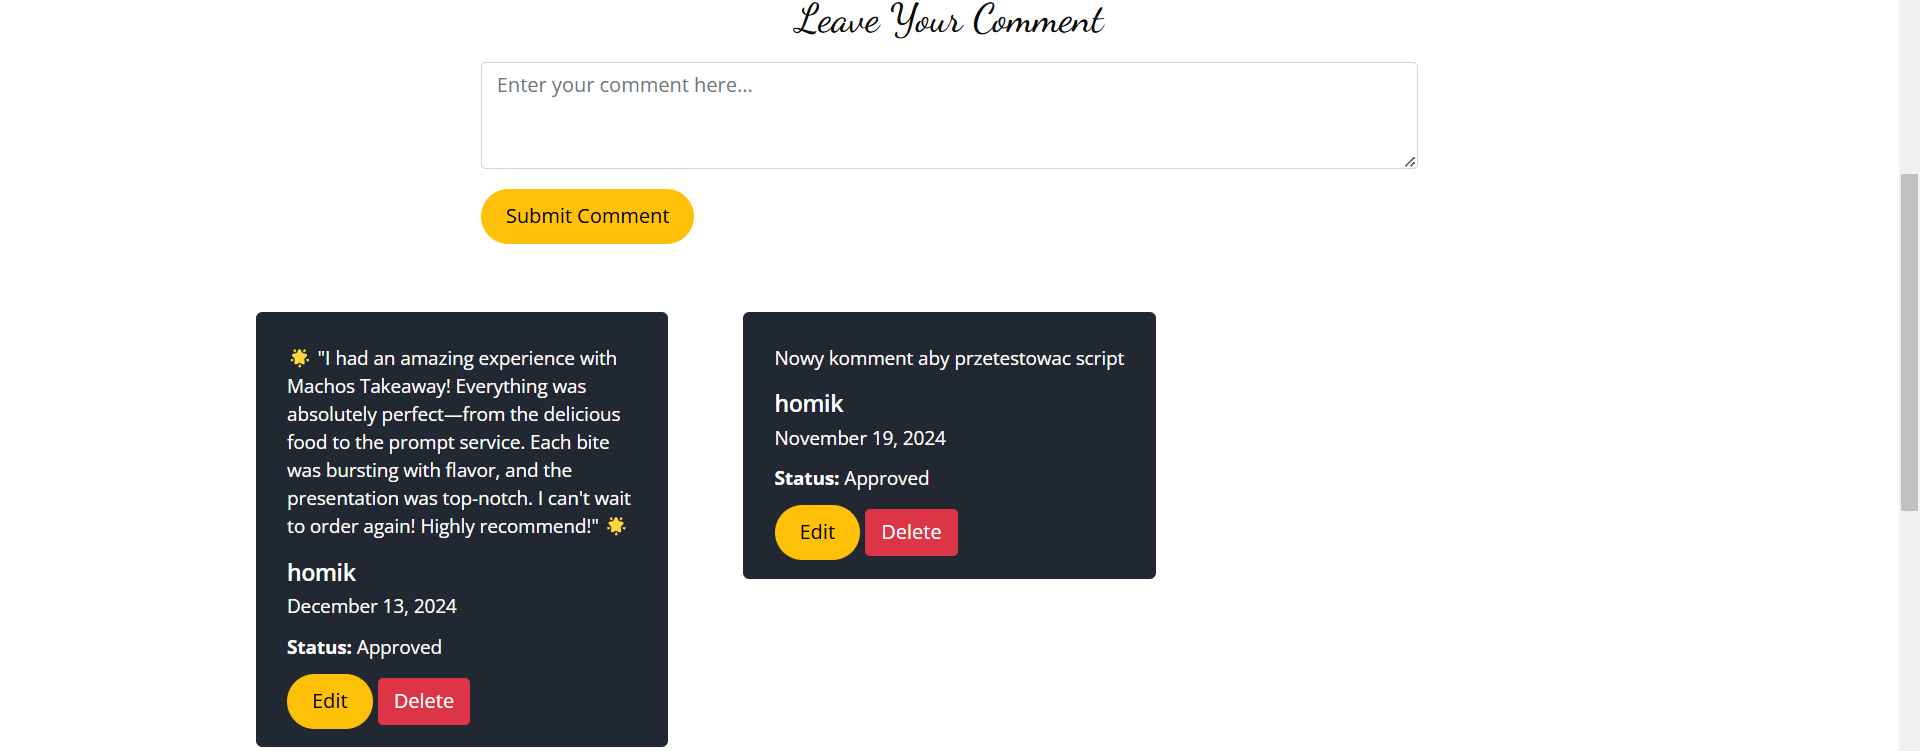 Leave Your Comment
Enter your comment here...
Submit Comment
🌟 "I had an amazing experience with
Machos Takeaway! Everything was
absolutely perfect—from the delicious
food to the prompt service. Each bite
was bursting with flavor, and the
presentation was top-notch. I can't wait
to order again! Highly recommend!" 🌟
homik
December 13, 2024
Status: Approved
Edit
Delete
Nowy komment aby przetestowac script
homik
November 19, 2024
Status: Approved
Edit
Delete